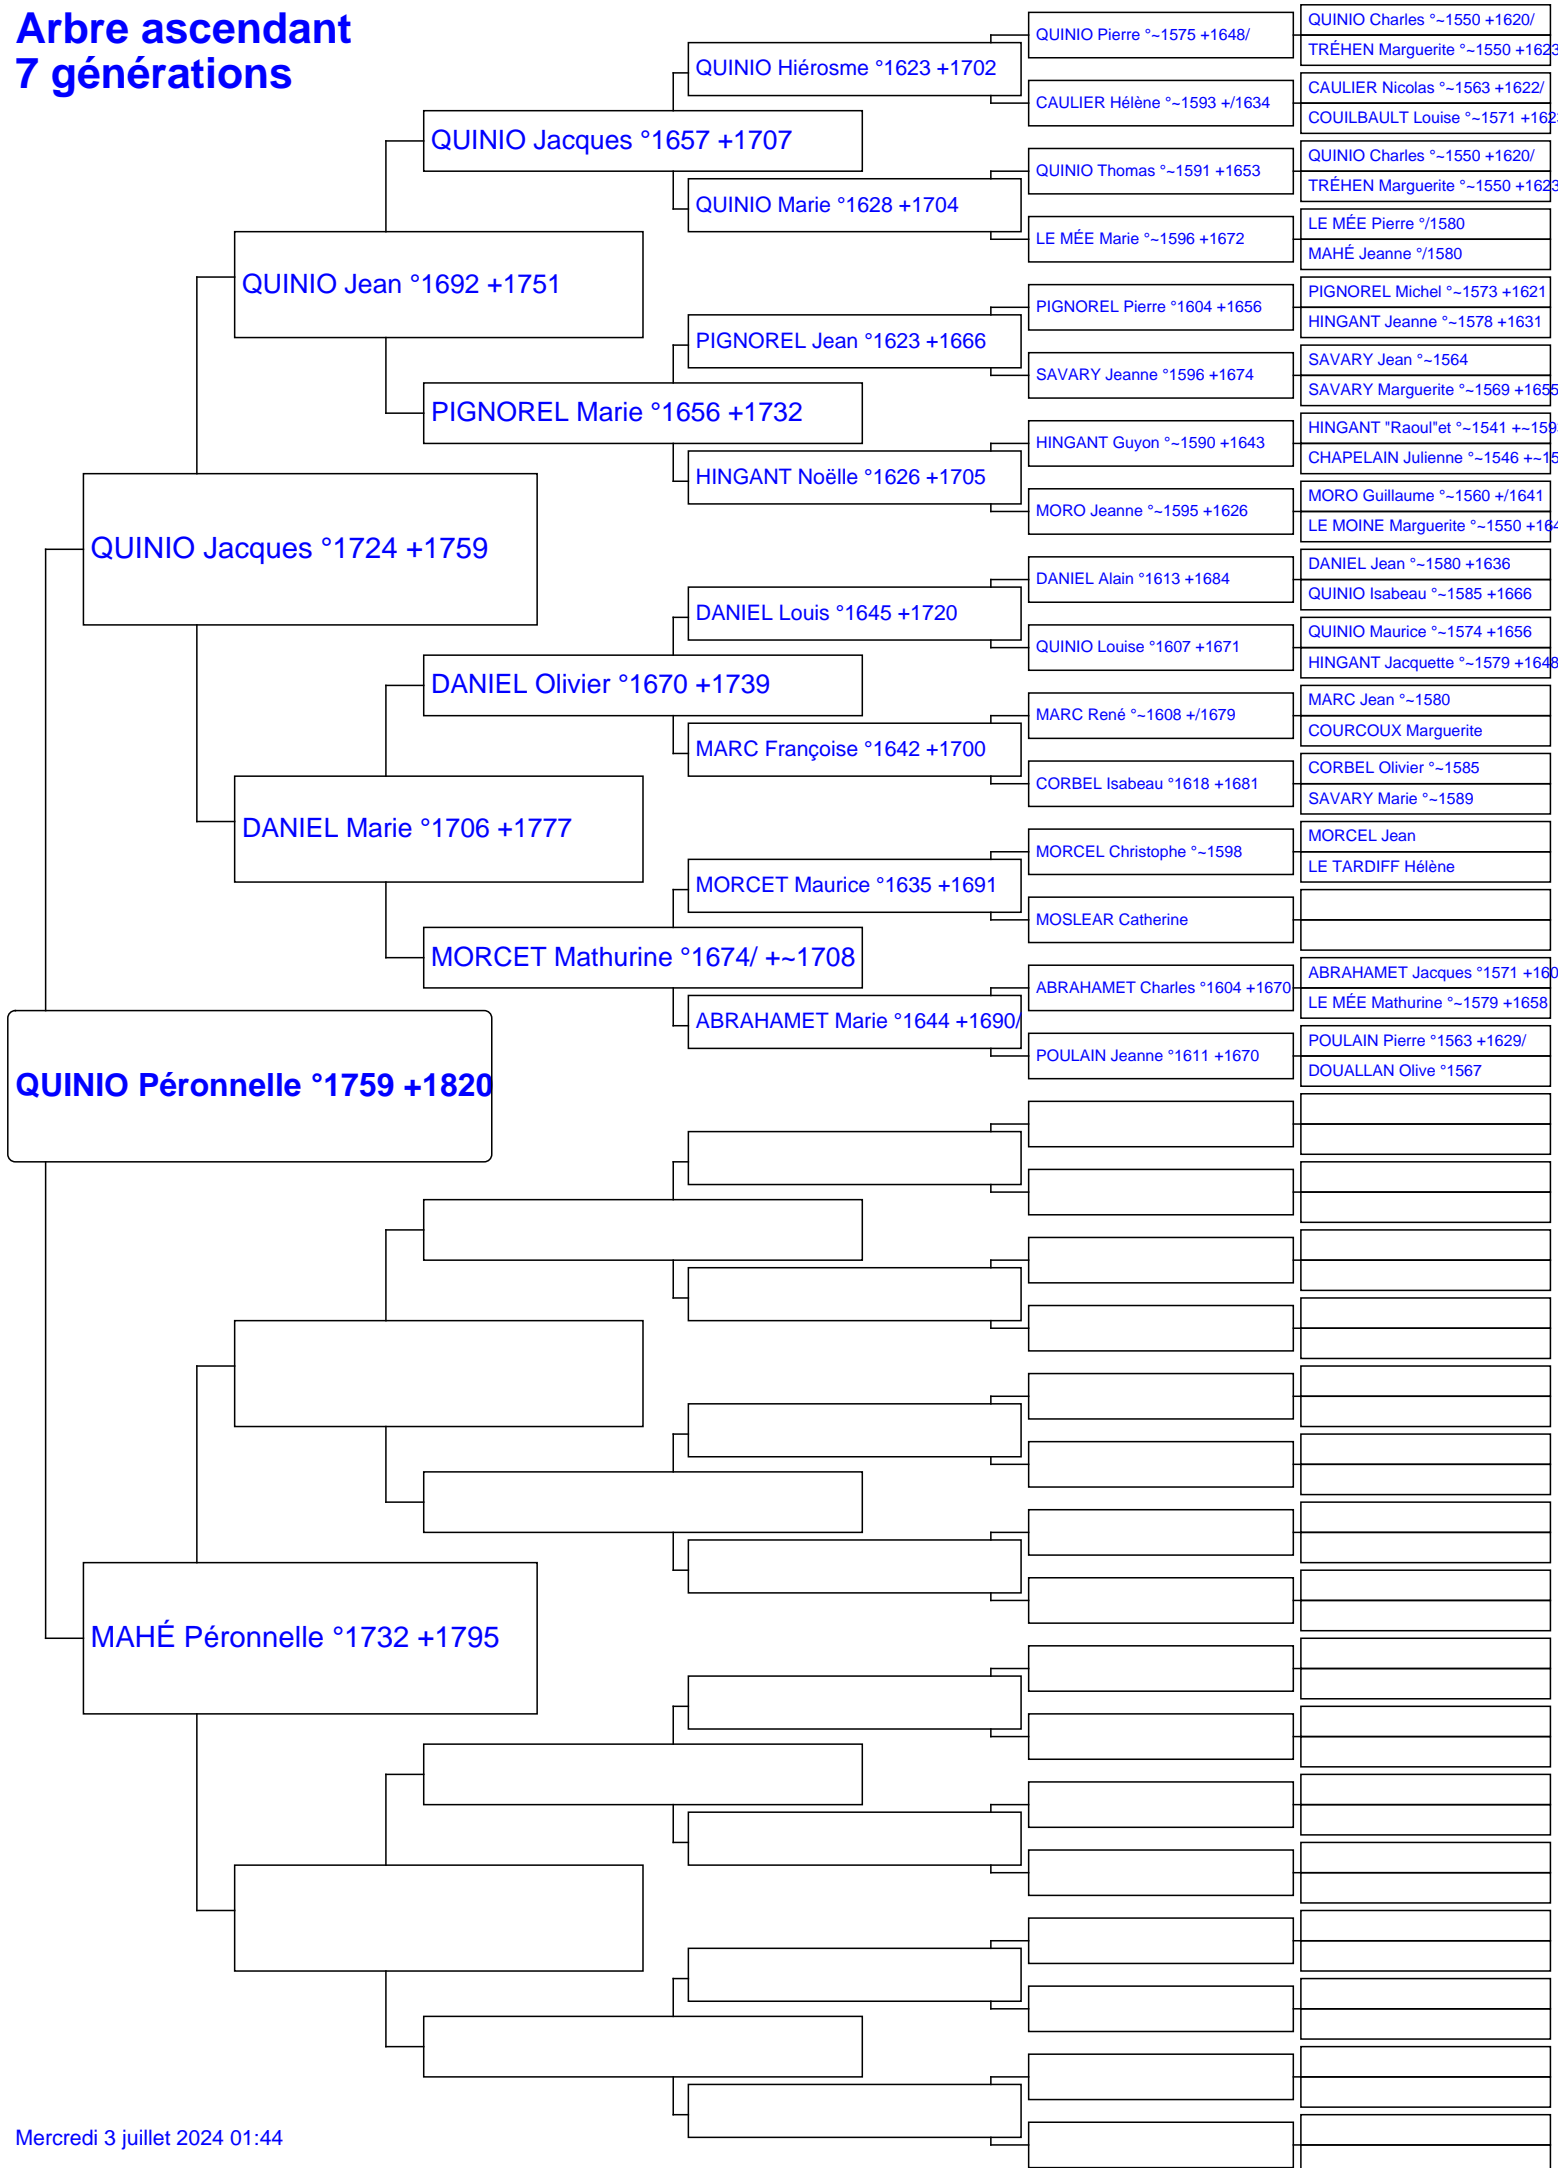 Arbre ascendant
7 générations
QUINIO Péronnelle °1759 +1820
QUINIO Jacques °1724 +1759
MAHÉ Péronnelle °1732 +1795
QUINIO Jean °1692 +1751
DANIEL Marie °1706 +1777
QUINIO Jacques °1657 +1707
PIGNOREL Marie °1656 +1732
DANIEL Olivier °1670 +1739
MORCET Mathurine °1674/ +~1708
QUINIO Hiérosme °1623 +1702
QUINIO Marie °1628 +1704
PIGNOREL Jean °1623 +1666
HINGANT Noëlle °1626 +1705
DANIEL Louis °1645 +1720
MARC Françoise °1642 +1700
MORCET Maurice °1635 +1691
ABRAHAMET Marie °1644 +1690/
QUINIO Pierre °~1575 +1648/
CAULIER Hélène °~1593 +/1634
QUINIO Thomas °~1591 +1653
LE MÉE Marie °~1596 +1672
PIGNOREL Pierre °1604 +1656
SAVARY Jeanne °1596 +1674
HINGANT Guyon °~1590 +1643
MORO Jeanne °~1595 +1626
DANIEL Alain °1613 +1684
QUINIO Louise °1607 +1671
MARC René °~1608 +/1679
CORBEL Isabeau °1618 +1681
MORCEL Christophe °~1598
MOSLEAR Catherine
ABRAHAMET Charles °1604 +1670
POULAIN Jeanne °1611 +1670
QUINIO Charles °~1550 +1620/
TRÉHEN Marguerite °~1550 +1623
CAULIER Nicolas °~1563 +1622/
COUILBAULT Louise °~1571 +162
QUINIO Charles °~1550 +1620/
TRÉHEN Marguerite °~1550 +1623
LE MÉE Pierre °/1580
MAHÉ Jeanne °/1580
PIGNOREL Michel °~1573 +1621
HINGANT Jeanne °~1578 +1631
SAVARY Jean °~1564
SAVARY Marguerite °~1569 +1655
HINGANT "Raoul"et °~1541 +~159
CHAPELAIN Julienne °~1546 +~15
MORO Guillaume °~1560 +/1641
LE MOINE Marguerite °~1550 +164
DANIEL Jean °~1580 +1636
QUINIO Isabeau °~1585 +1666
QUINIO Maurice °~1574 +1656
HINGANT Jacquette °~1579 +1648
MARC Jean °~1580
COURCOUX Marguerite
CORBEL Olivier °~1585
SAVARY Marie °~1589
MORCEL Jean
LE TARDIFF Hélène
ABRAHAMET Jacques °1571 +160
LE MÉE Mathurine °~1579 +1658
POULAIN Pierre °1563 +1629/
DOUALLAN Olive °1567
Mercredi 3 juillet 2024 01:44